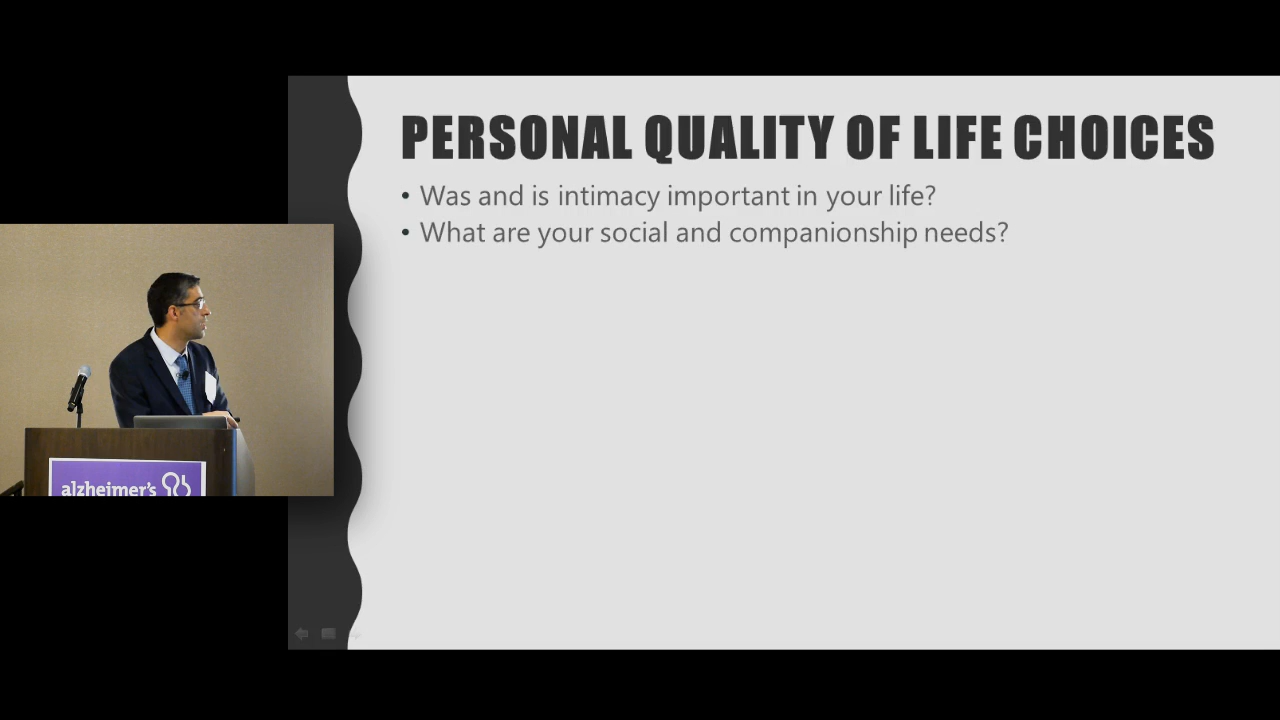 PERSONAL QUALITY OF LIFE CHOICES
• Was and is intimacy important in your life?
• What are your social and companionship needs?
alzheimer's